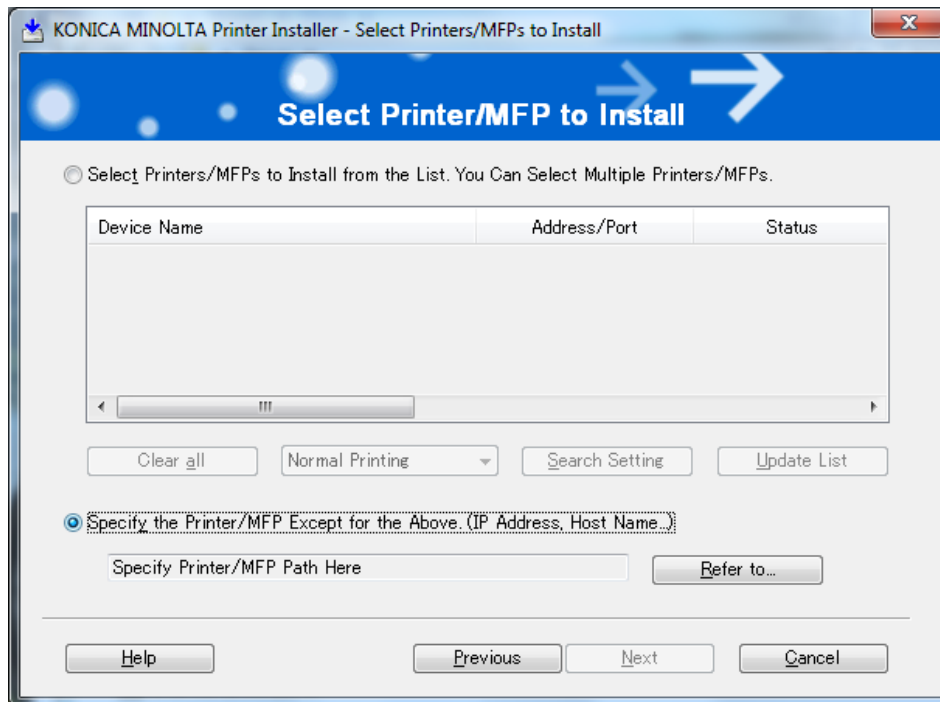 KONICA MINOLTA Printer Installer - Select Printers/MFPs to Install
Select Printer/MFP to Install
Select Printers/MFPs to Install from the List. You Can Select Multiple Printers/MFPs.
Device Name Address/Port Status
Clear all Normal Printing Search Setting Update List
Specify the Printer/MFP Except for the Above. (IP Address, Host Name...)
Specify Printer/MFP Path Here Refer to...
Help Previous Next Cancel